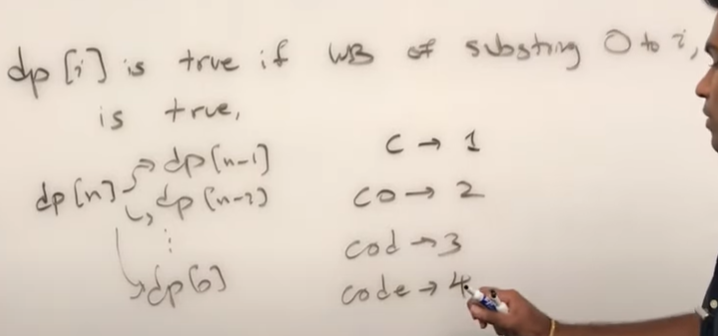 dp[i] is true if WB of substring 0 to i,
is true,
dp[n] → dp[n-1]
↳ dp[n-2]
⋮
↘ dp[0]
c → 1
co → 2
cod → 3
code → 4